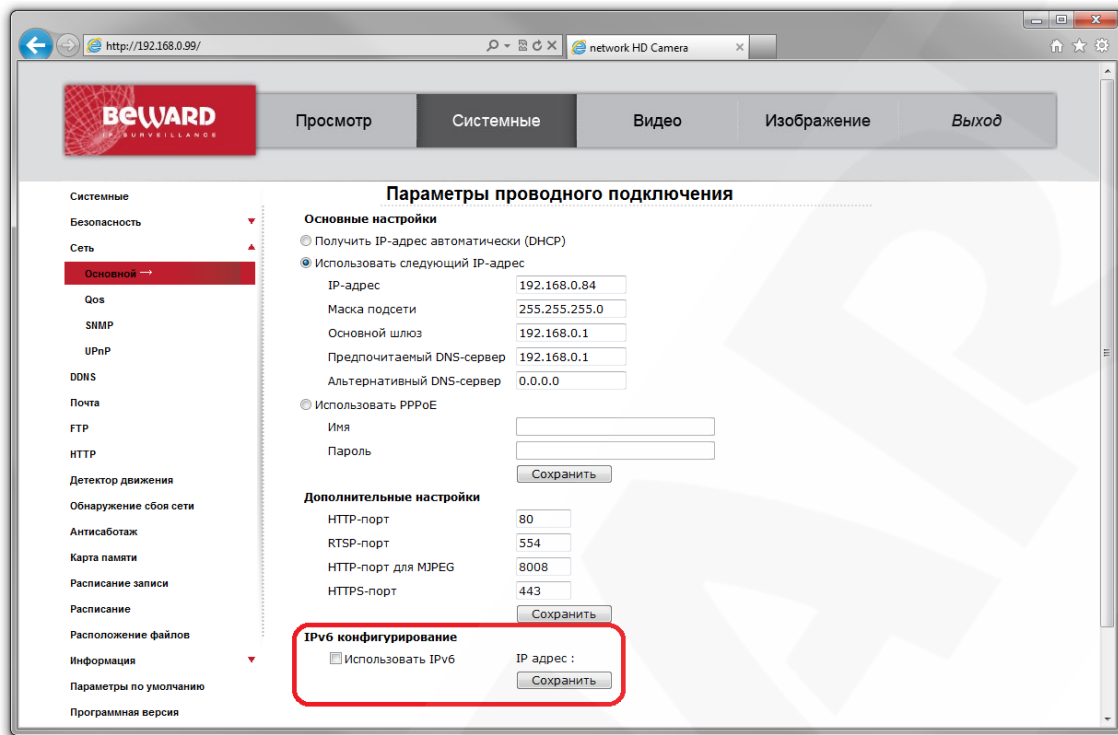 http://192.168.0.99/
network HD Camera
BEWARD
IP SURVEILLANCE
Просмотр
Системные
Видео
Изображение
Выход
Системные
Безопасность
Сеть
Основной
Qos
SNMP
UPnP
DDNS
Почта
FTP
HTTP
Детектор движения
Обнаружение сбоя сети
Антисаботаж
Карта памяти
Расписание записи
Расписание
Расположение файлов
Информация
Параметры по умолчанию
Программная версия
Параметры проводного подключения
Основные настройки
Получить IP-адрес автоматически (DHCP)
Использовать следующий IP-адрес
IP-адрес 192.168.0.84
Маска подсети 255.255.255.0
Основной шлюз 192.168.0.1
Предпочитаемый DNS-сервер 192.168.0.1
Альтернативный DNS-сервер 0.0.0.0
Использовать PPPoE
Имя
Пароль
Сохранить
Дополнительные настройки
HTTP-порт 80
RTSP-порт 554
HTTP-порт для MJPEG 8008
HTTPS-порт 443
Сохранить
IPv6 конфигурирование
Использовать IPv6 IP адрес :
Сохранить